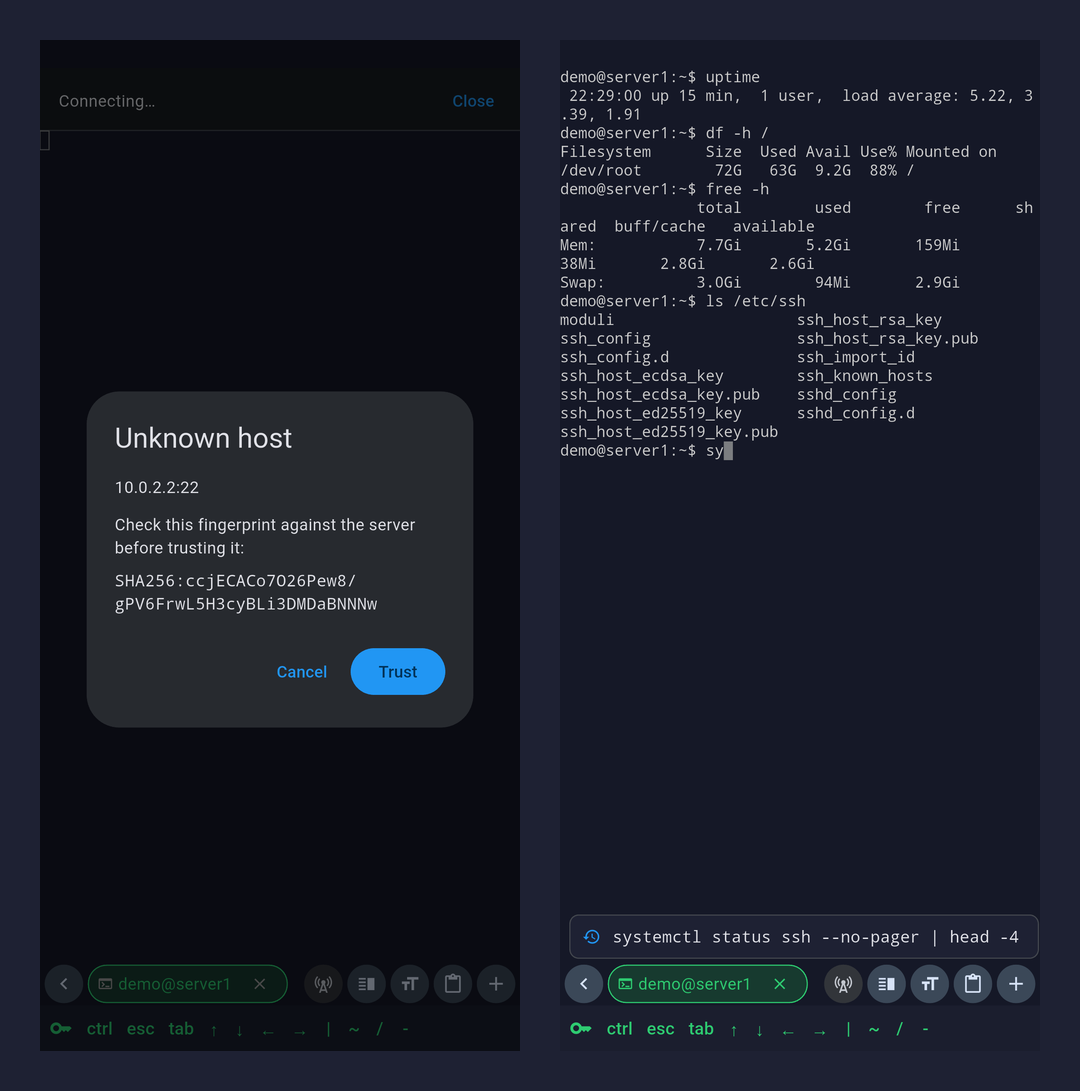 Connecting...
Close
Unknown host
10.0.2.2:22
Check this fingerprint against the server
before trusting it:
SHA256:ccjECACo7O26Pew8/
gPV6FrwL5H3cyBLi3DMDaBNNNw
Cancel
Trust
demo@server1
ctrl esc tab ↑ ↓ ← → | ~ / -
demo@server1:~$ uptime
 22:29:00 up 15 min,  1 user,  load average: 5.22, 3
.39, 1.91
demo@server1:~$ df -h /
Filesystem      Size  Used Avail Use% Mounted on
/dev/root        72G   63G  9.2G  88% /
demo@server1:~$ free -h
               total        used        free      sh
ared  buff/cache   available
Mem:           7.7Gi       5.2Gi       159Mi
38Mi       2.8Gi       2.6Gi
Swap:          3.0Gi        94Mi       2.9Gi
demo@server1:~$ ls /etc/ssh
moduli                    ssh_host_rsa_key
ssh_config                ssh_host_rsa_key.pub
ssh_config.d              ssh_import_id
ssh_host_ecdsa_key        ssh_known_hosts
ssh_host_ecdsa_key.pub    sshd_config
ssh_host_ed25519_key      sshd_config.d
ssh_host_ed25519_key.pub
demo@server1:~$ sy
systemctl status ssh --no-pager | head -4
demo@server1
ctrl esc tab ↑ ↓ ← → | ~ / -